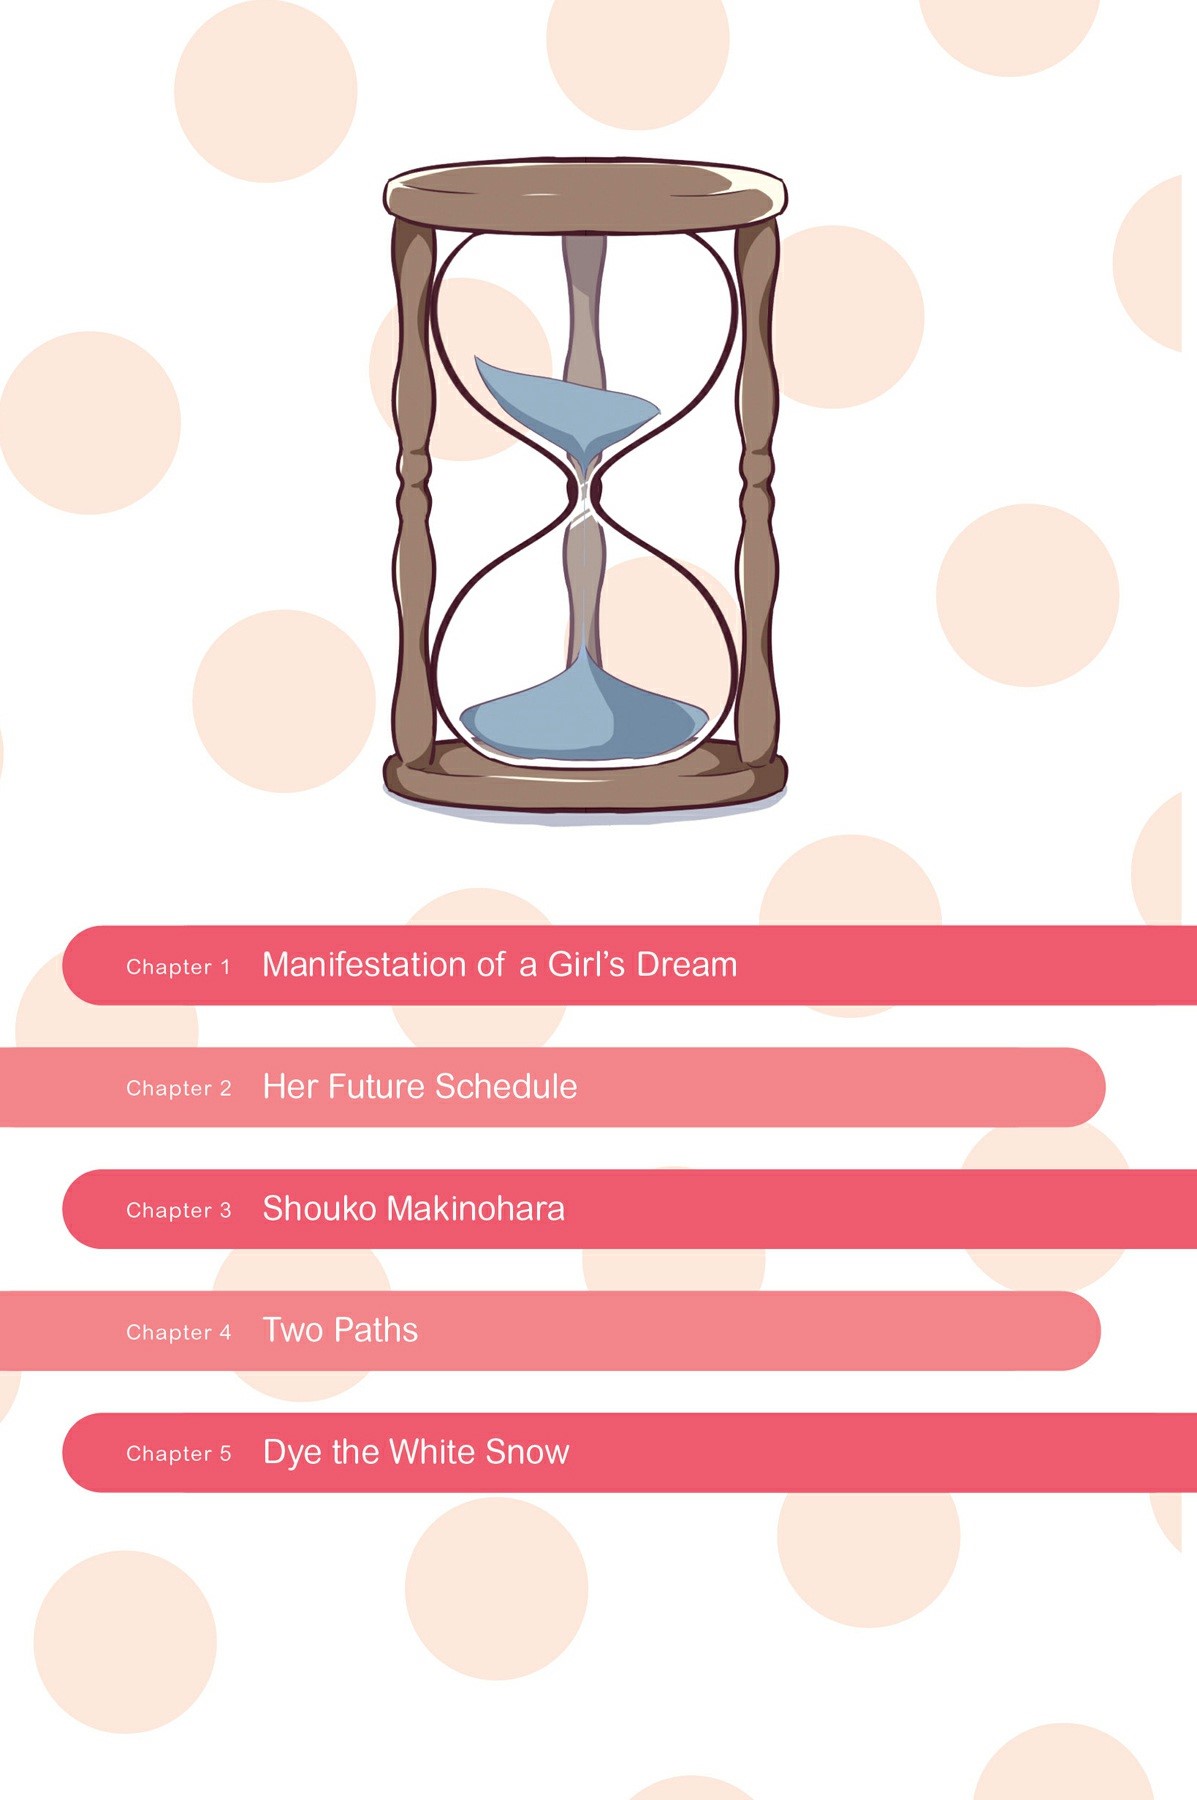 Chapter 1 Manifestation of a Girl’s Dream
Chapter 2 Her Future Schedule
Chapter 3 Shouko Makinohara
Chapter 4 Two Paths
Chapter 5 Dye the White Snow